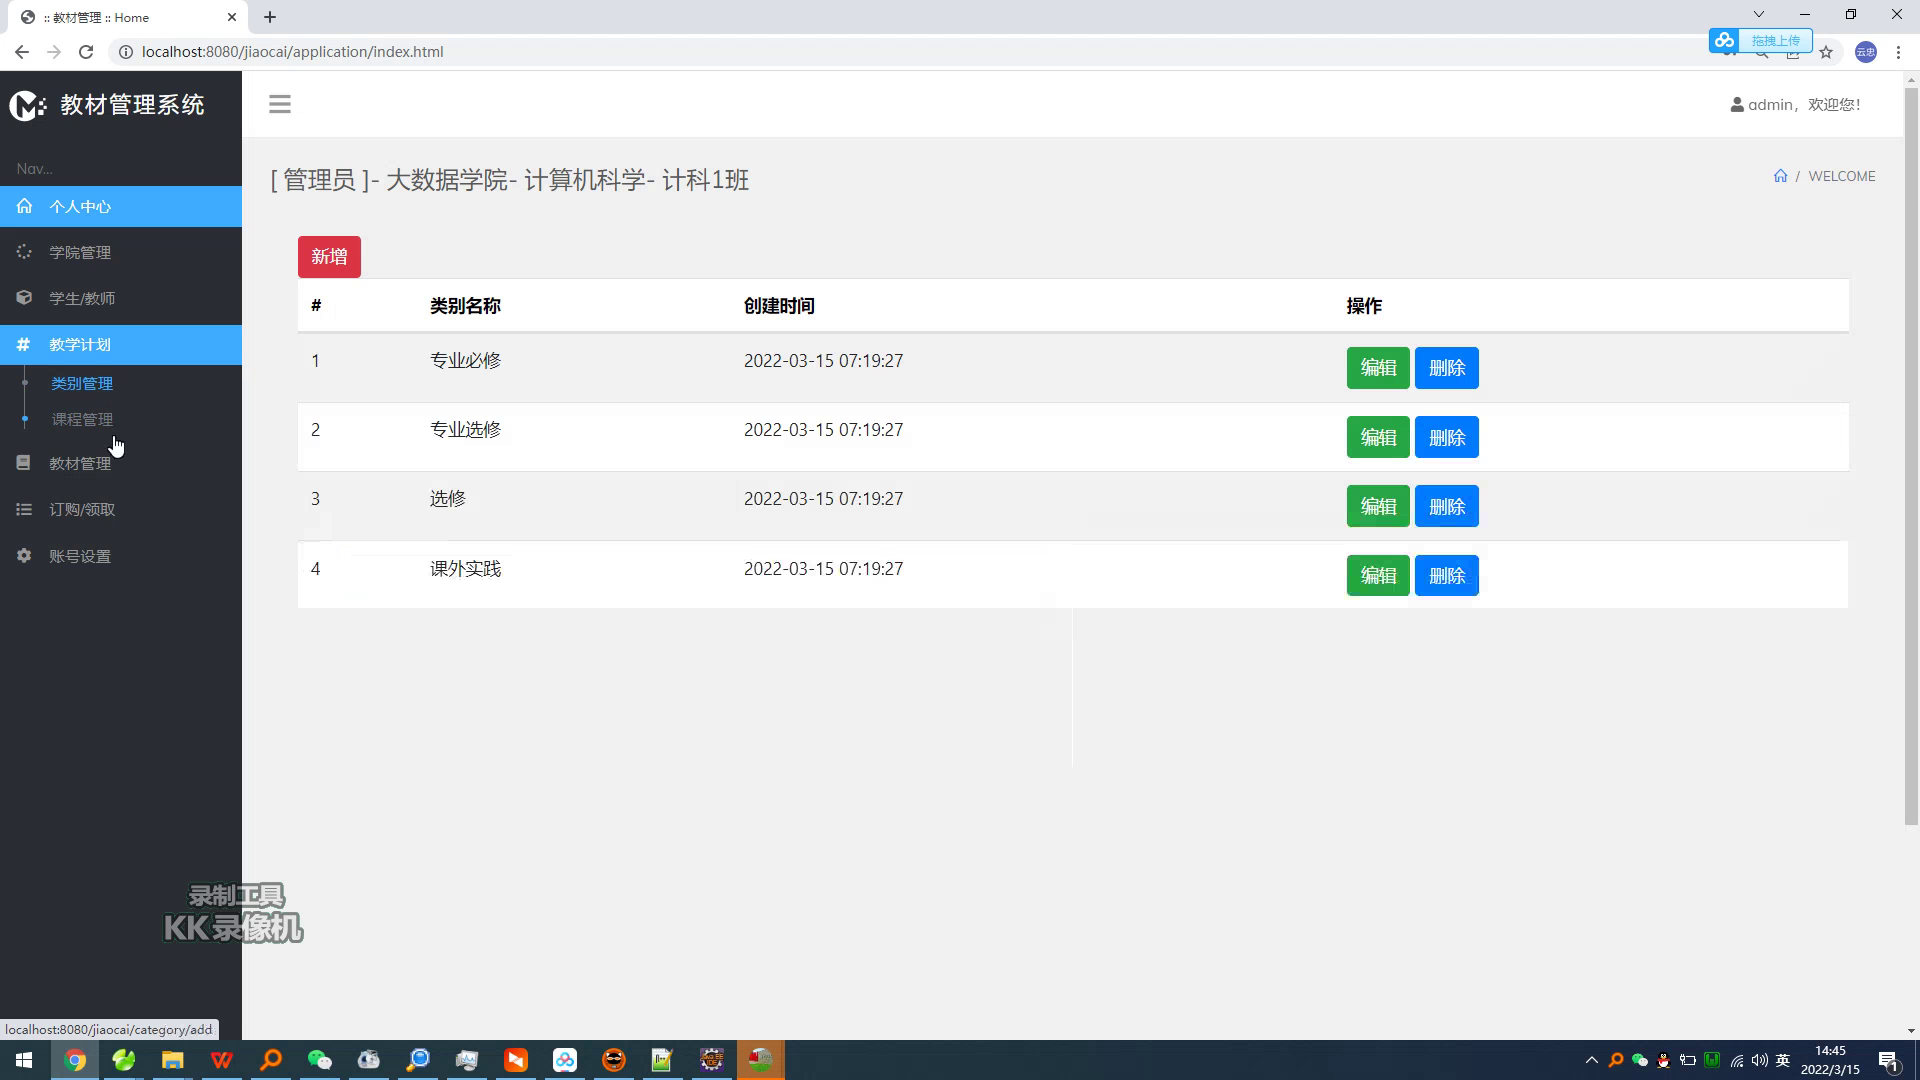 :: 教材管理 :: Home
localhost:8080/jiaocai/application/index.html
拖拽上传
云忠
教材管理系统
admin，欢迎您！
Nav...
[ 管理员 ]- 大数据学院- 计算机科学- 计科1班
/ WELCOME
个人中心
学院管理
学生/教师
教学计划
类别管理
课程管理
教材管理
订购/领取
账号设置
新增
# 类别名称 创建时间 操作
1 专业必修 2022-03-15 07:19:27 编辑 删除
2 专业选修 2022-03-15 07:19:27 编辑 删除
3 选修 2022-03-15 07:19:27 编辑 删除
4 课外实践 2022-03-15 07:19:27 编辑 删除
录制工具
KK录像机
localhost:8080/jiaocai/category/add
英
14:45
2022/3/15
1